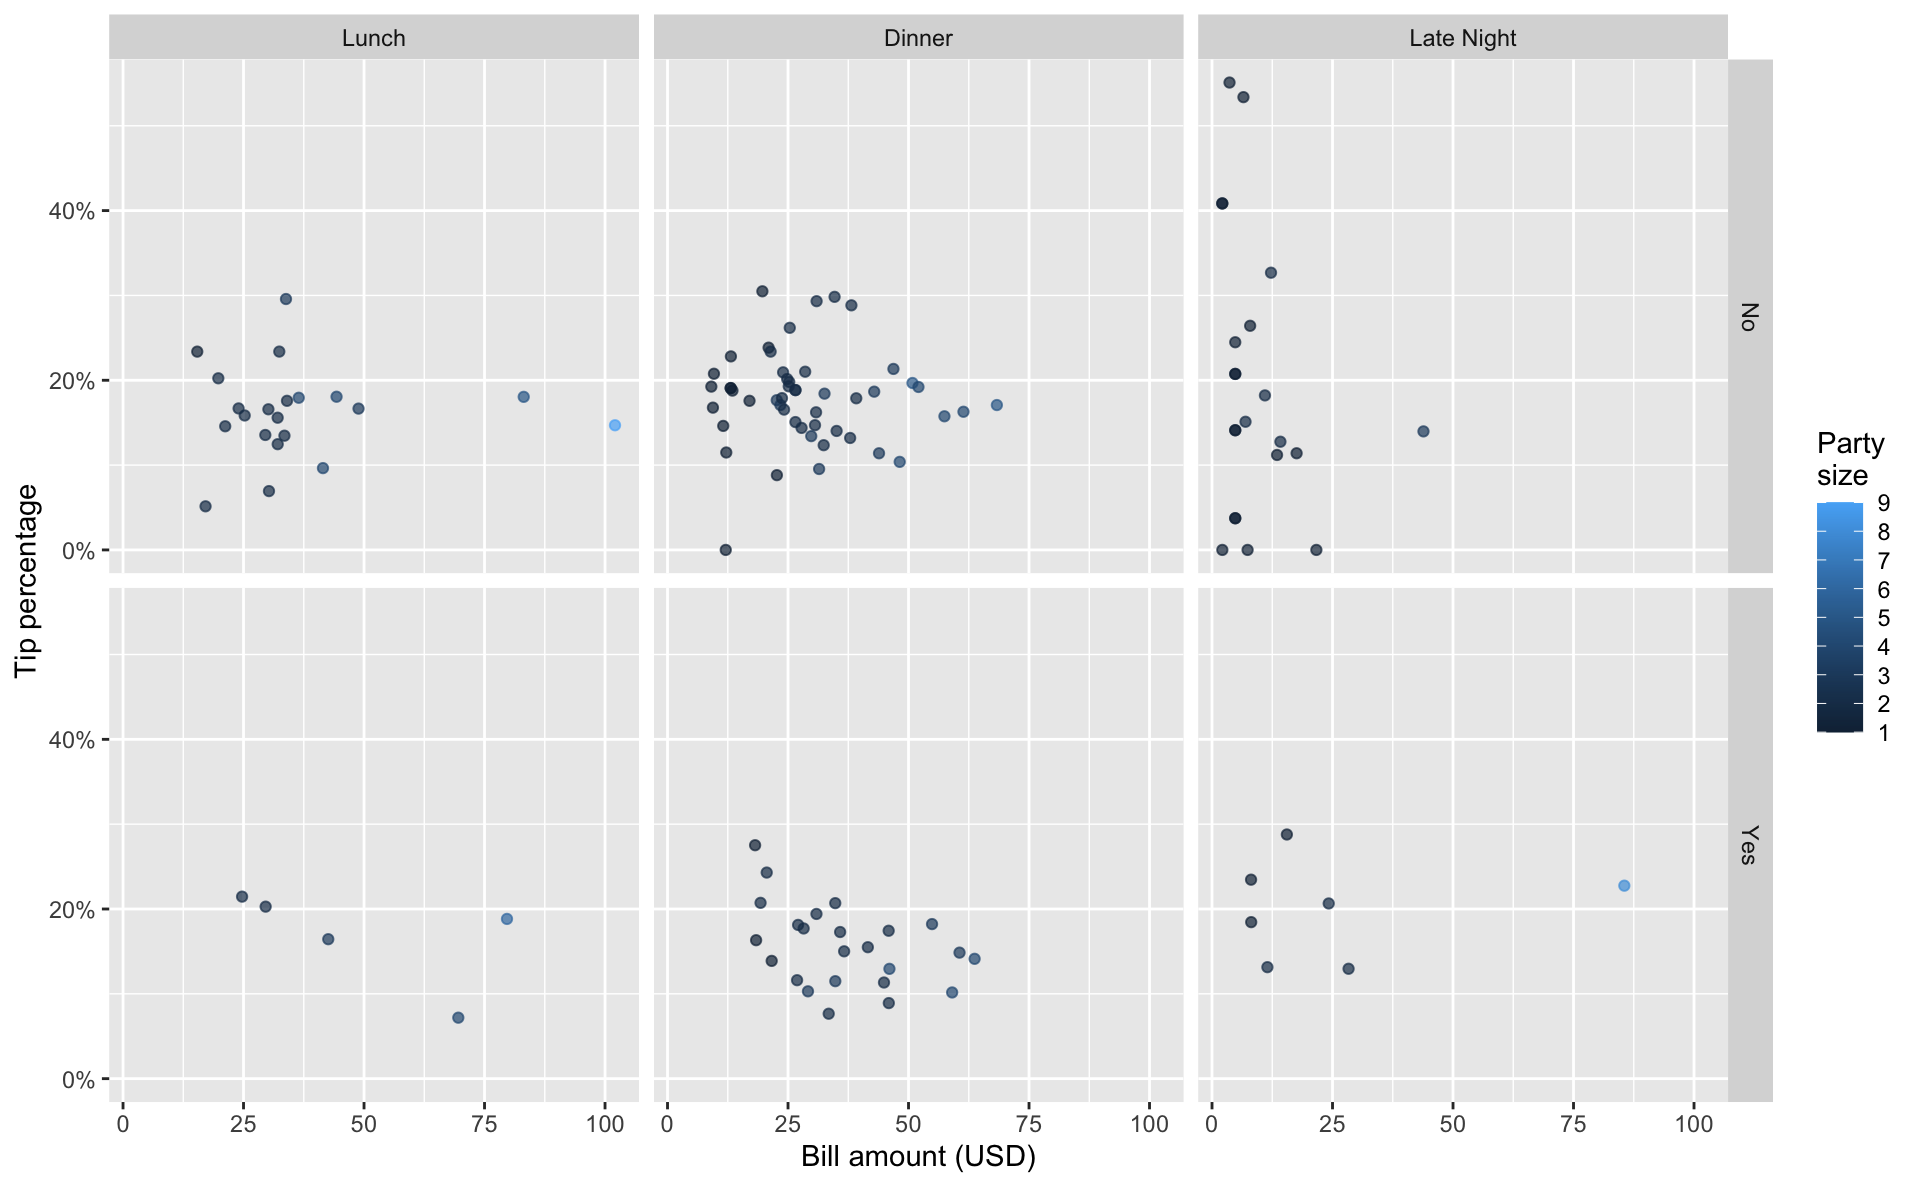 Lunch Dinner Late Night
40%
20%
0%
No
40%
20%
0%
Yes
0 25 50 75 100 0 25 50 75 100 0 25 50 75 100
Bill amount (USD)
Tip percentage
Party
size
9
8
7
6
5
4
3
2
1